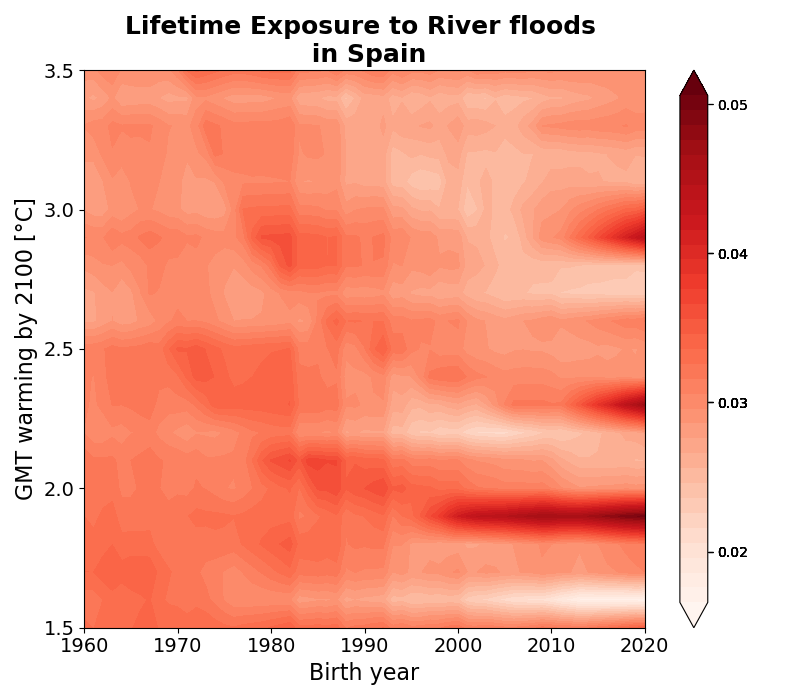 Lifetime Exposure to River floods
in Spain
3.5
3.0
2.5
2.0
1.5
GMT warming by 2100 [°C]
1960 1970 1980 1990 2000 2010 2020
Birth year
0.05
0.04
0.03
0.02